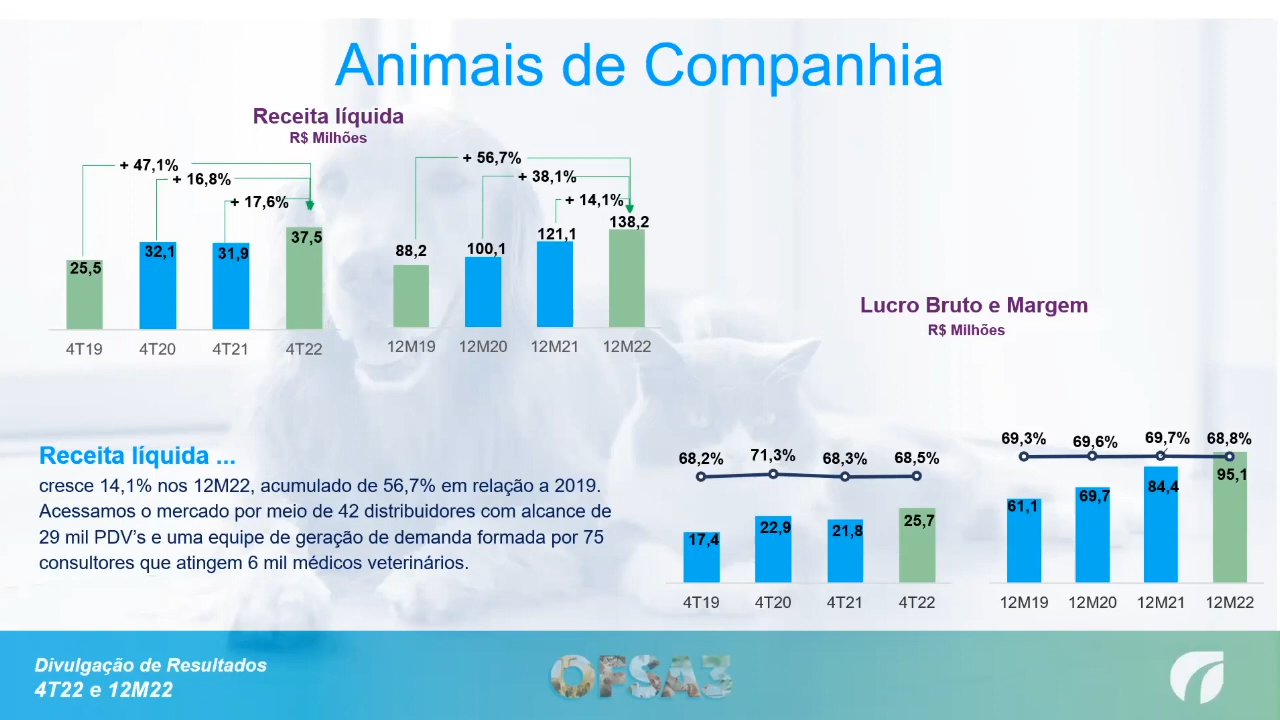 Animais de Companhia
Receita líquida
R$ Milhões
+ 47,1%
+ 16,8%
+ 17,6%
25,5
32,1
31,9
37,5
4T19
4T20
4T21
4T22
+ 56,7%
+ 38,1%
+ 14,1%
88,2
100,1
121,1
138,2
12M19
12M20
12M21
12M22
Lucro Bruto e Margem
R$ Milhões
68,2%
71,3%
68,3%
68,5%
17,4
22,9
21,8
25,7
4T19
4T20
4T21
4T22
69,3%
69,6%
69,7%
68,8%
61,1
69,7
84,4
95,1
12M19
12M20
12M21
12M22
Receita líquida ...
cresce 14,1% nos 12M22, acumulado de 56,7% em relação a 2019.
Acessamos o mercado por meio de 42 distribuidores com alcance de
29 mil PDV's e uma equipe de geração de demanda formada por 75
consultores que atingem 6 mil médicos veterinários.
Divulgação de Resultados
4T22 e 12M22
OFSA3